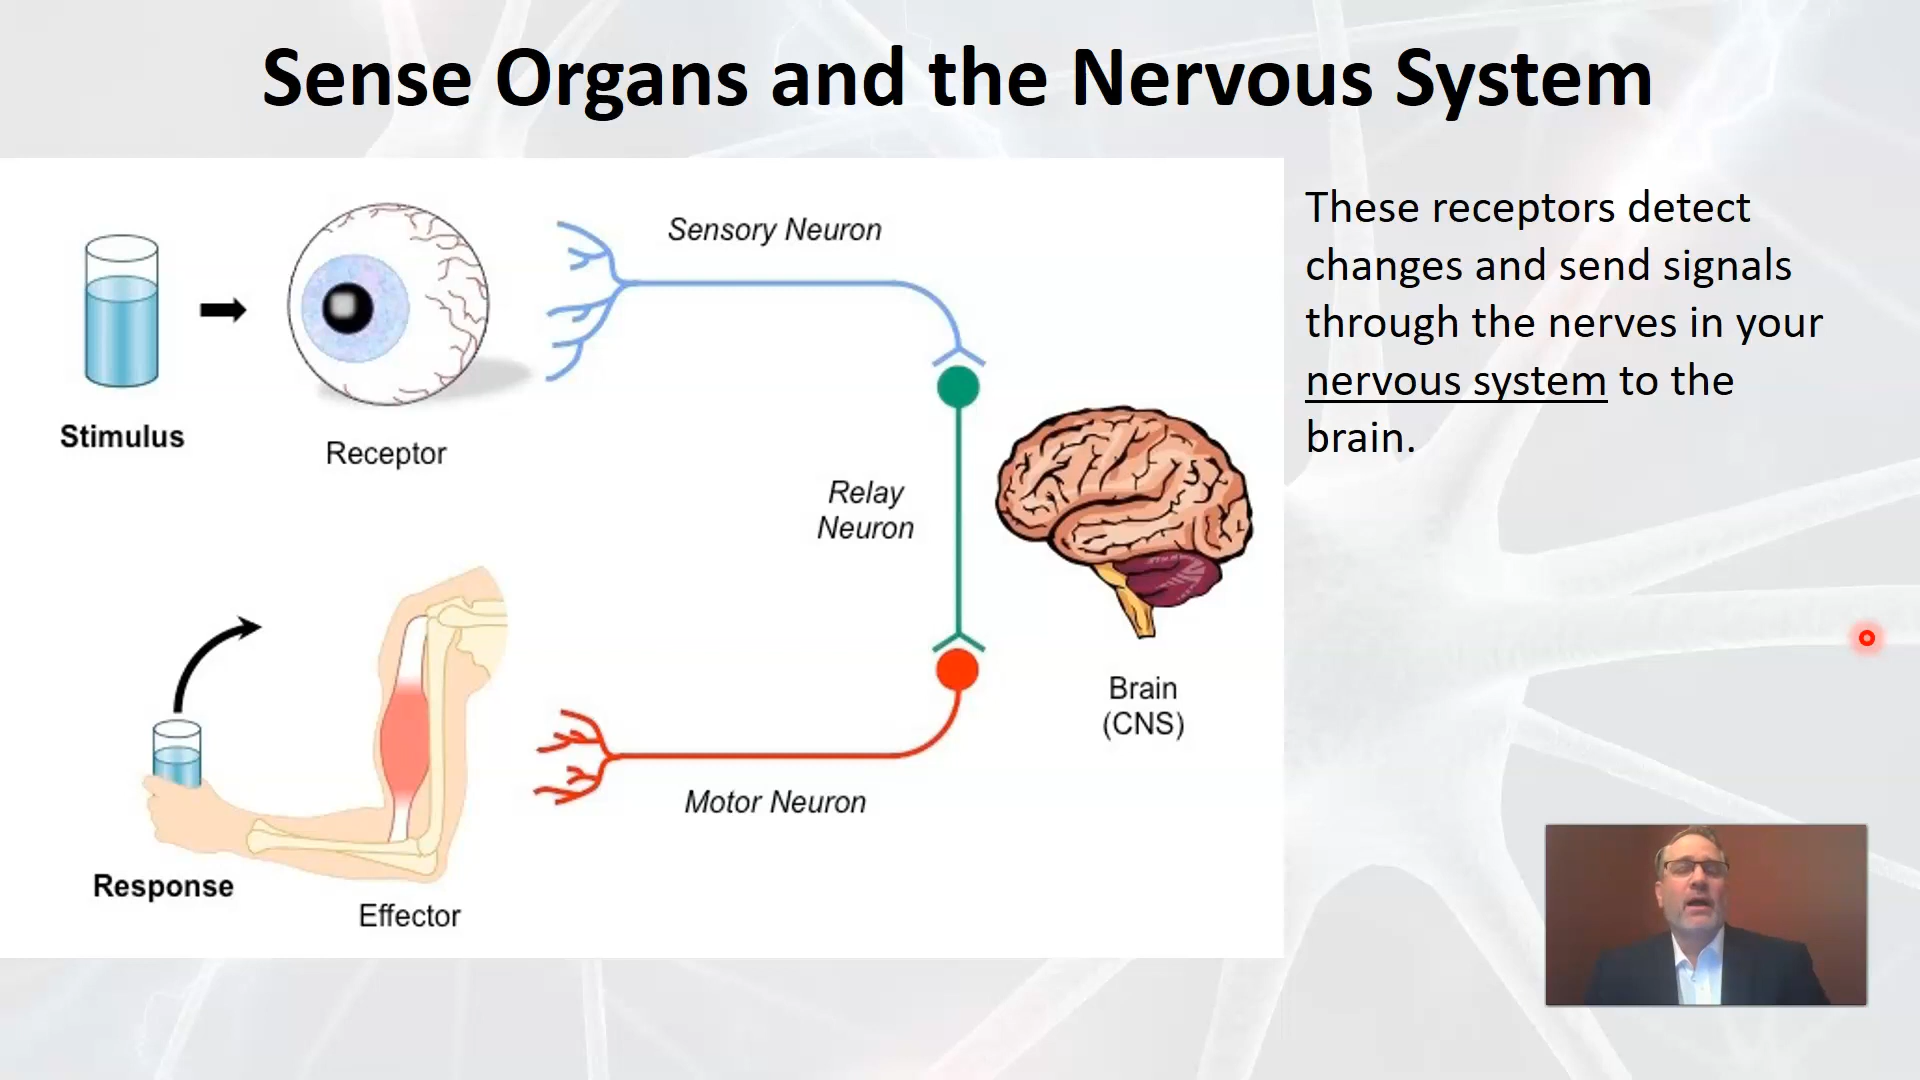 Sense Organs and the Nervous System
Sensory Neuron
Stimulus
Receptor
Relay
Neuron
Brain
(CNS)
Motor Neuron
Response
Effector
These receptors detect
changes and send signals
through the nerves in your
nervous system to the
brain.